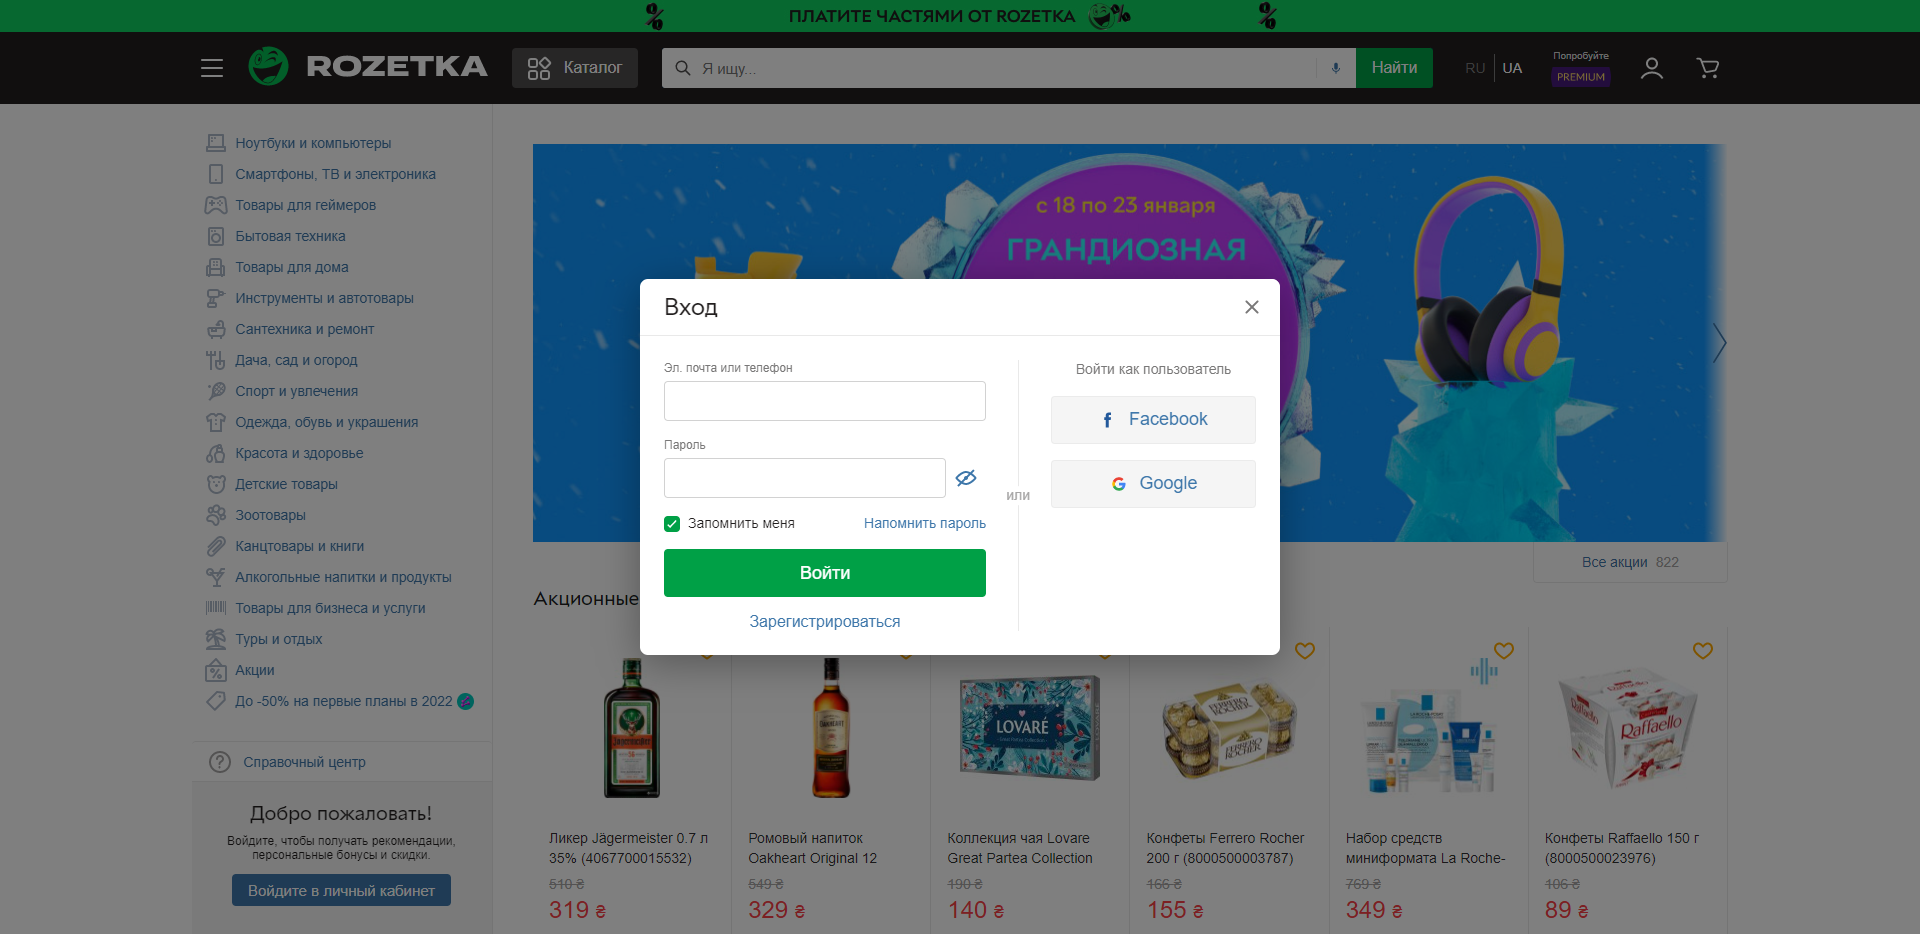 ПЛАТИТЕ ЧАСТЯМИ ОТ ROZETKA
ROZETKA
Каталог
Я ищу...
Найти
RU
UA
Попробуйте
PREMIUM
Ноутбуки и компьютеры
Смартфоны, ТВ и электроника
Товары для геймеров
Бытовая техника
Товары для дома
Инструменты и автотовары
Сантехника и ремонт
Дача, сад и огород
Спорт и увлечения
Одежда, обувь и украшения
Красота и здоровье
Детские товары
Зоотовары
Канцтовары и книги
Алкогольные напитки и продукты
Товары для бизнеса и услуги
Туры и отдых
Акции
До -50% на первые планы в 2022
Справочный центр
Добро пожаловать!
Войдите, чтобы получать рекомендации,
персональные бонусы и скидки.
Войдите в личный кабинет
с 18 по 23 января
ГРАНДИОЗНАЯ
Вход
Эл. почта или телефон
Пароль
Запомнить меня
Напомнить пароль
Войти
Зарегистрироваться
или
Войти как пользователь
Facebook
Google
Все акции 822
Акционные
LOVARÉ
FERRERO ROCHER
Raffaello
Ликер Jägermeister 0.7 л
35% (4067700015532)
510 ₴
319 ₴
Ромовый напиток
Oakheart Original 12
549 ₴
329 ₴
Коллекция чая Lovare
Great Partea Collection
190 ₴
140 ₴
Конфеты Ferrero Rocher
200 г (8000500003787)
166 ₴
155 ₴
Набор средств
миниформата La Roche-
769 ₴
349 ₴
Конфеты Raffaello 150 г
(8000500023976)
106 ₴
89 ₴